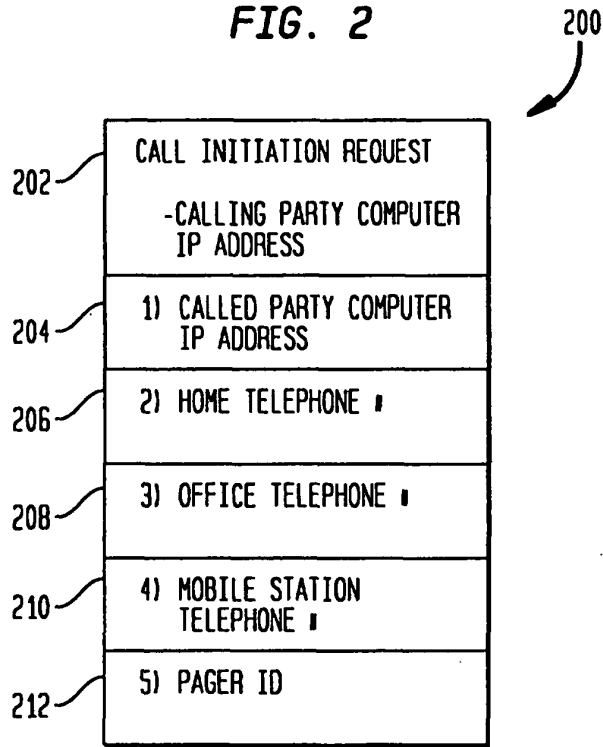 FIG. 2
200
202
CALL INITIATION REQUEST
-CALLING PARTY COMPUTER
IP ADDRESS
204
1) CALLED PARTY COMPUTER
IP ADDRESS
206
2) HOME TELEPHONE #
208
3) OFFICE TELEPHONE #
210
4) MOBILE STATION
TELEPHONE #
212
5) PAGER ID